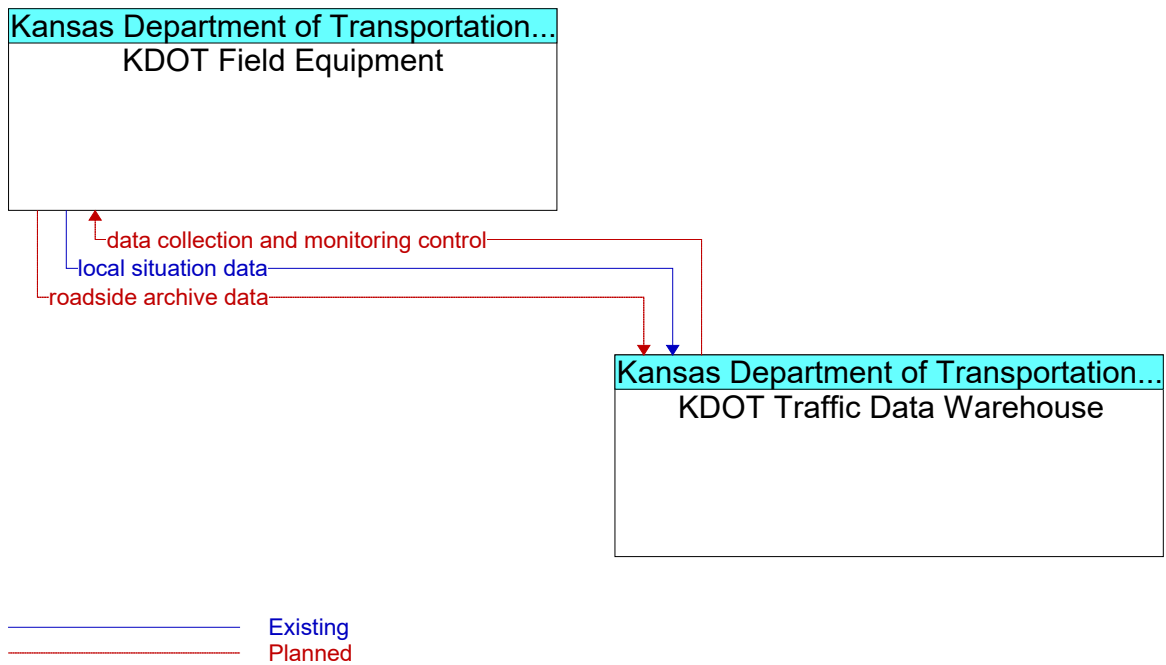 Kansas Department of Transportation...
KDOT Field Equipment
data collection and monitoring control
local situation data
roadside archive data
Kansas Department of Transportation...
KDOT Traffic Data Warehouse
Existing
Planned